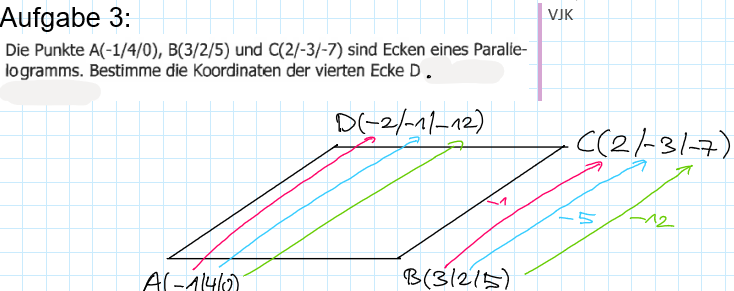 Aufgabe 3:
VJK
Die Punkte A(-1/4/0), B(3/2/5) und C(2/-3/-7) sind Ecken eines Paralle-
logramms. Bestimme die Koordinaten der vierten Ecke D .
D(-2/-1/-12)
C(2/-3/-7)
-1
-5
-12
A(-1/4/0)
B(3/2/5)